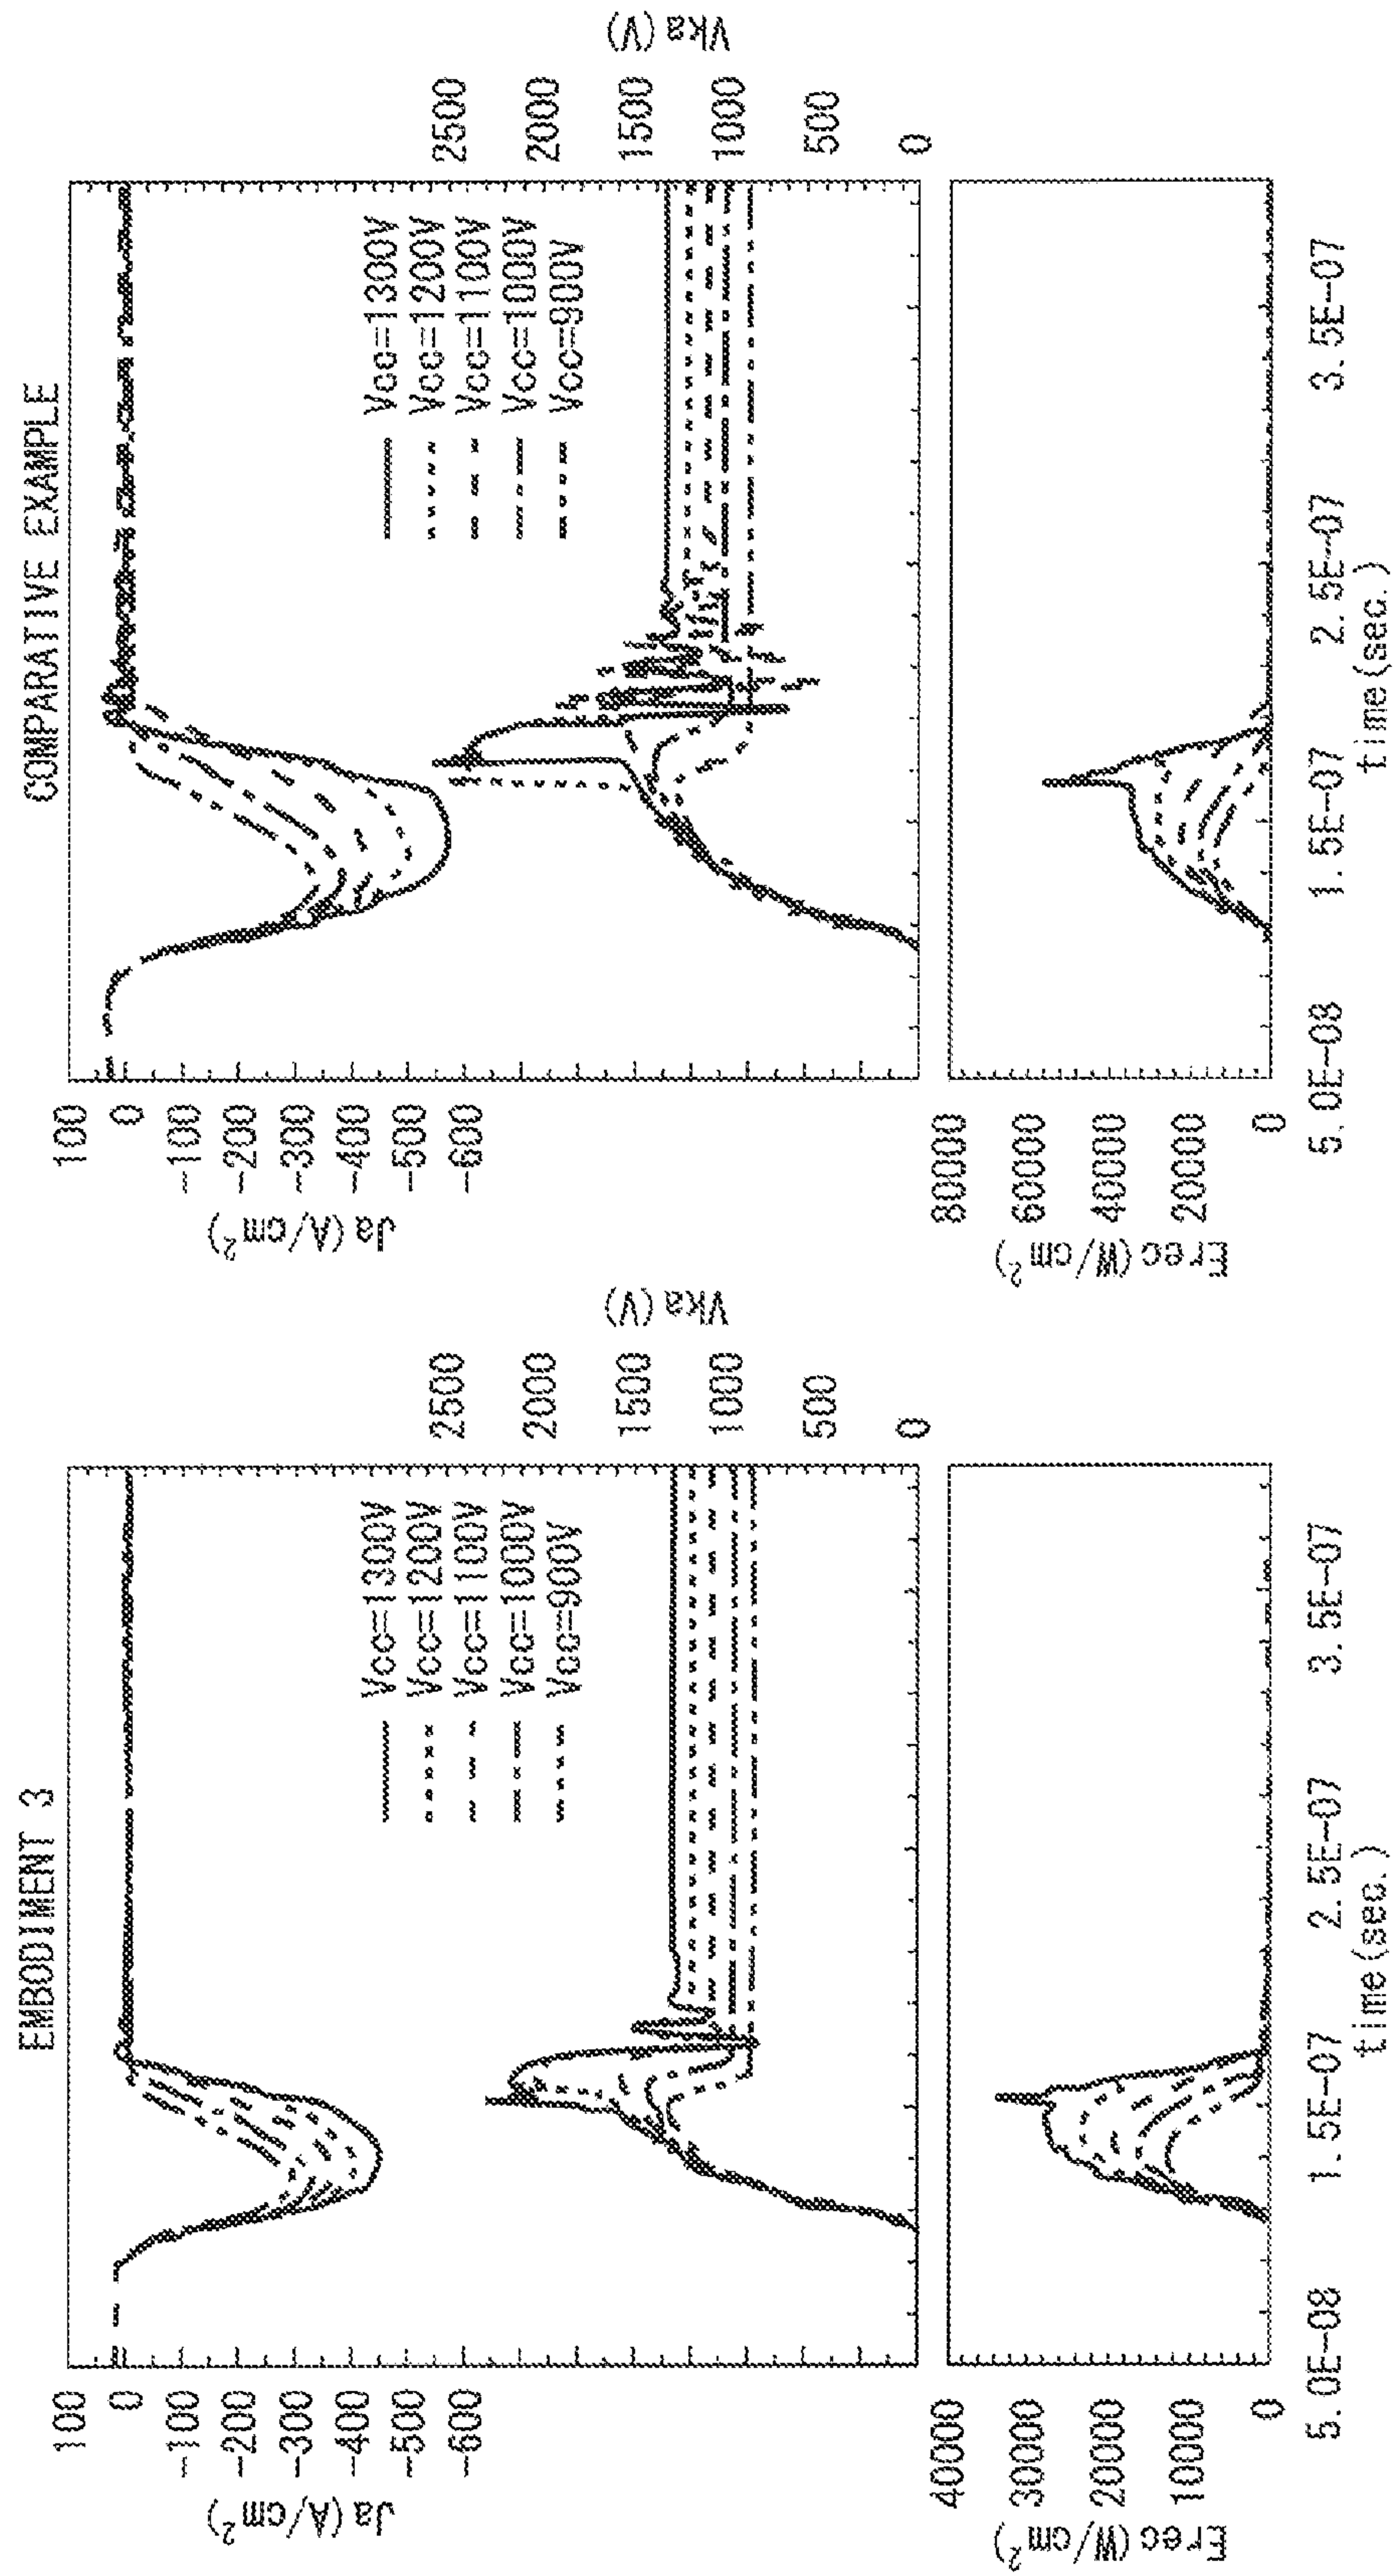 EMBODIMENT 3
100
0
-100
-200
-300
-400
-500
-600
Ja(A/cm²)
Vcc=1300V
Vcc=1200V
Vcc=1100V
Vcc=1000V
Vcc=900V
2500
2000
1500
1000
500
0
Vka(V)
40000
30000
20000
10000
0
Erec(W/cm²)
5.0E-08 1.5E-07 2.5E-07 3.5E-07
time(sec.)
COMPARATIVE EXAMPLE
100
0
-100
-200
-300
-400
-500
-600
Ja(A/cm²)
Vcc=1300V
Vcc=1200V
Vcc=1100V
Vcc=1000V
Vcc=900V
2500
2000
1500
1000
500
0
Vka(V)
80000
60000
40000
20000
0
Erec(W/cm²)
5.0E-08 1.5E-07 2.5E-07 3.5E-07
time(sec.)